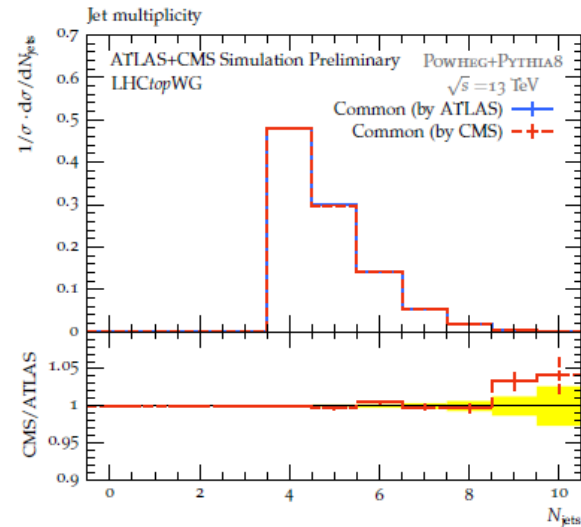 Jet multiplicity
1/σ · dσ/dN_jets
0.7
0.6
0.5
0.4
0.3
0.2
0.1
0
ATLAS+CMS Simulation Preliminary
LHCtopWG
POWHEG+PYTHIA8
√s = 13 TeV
Common (by ATLAS)
Common (by CMS)
CMS/ATLAS
1.05
1
0.95
0.9
0 2 4 6 8 10
N_jets